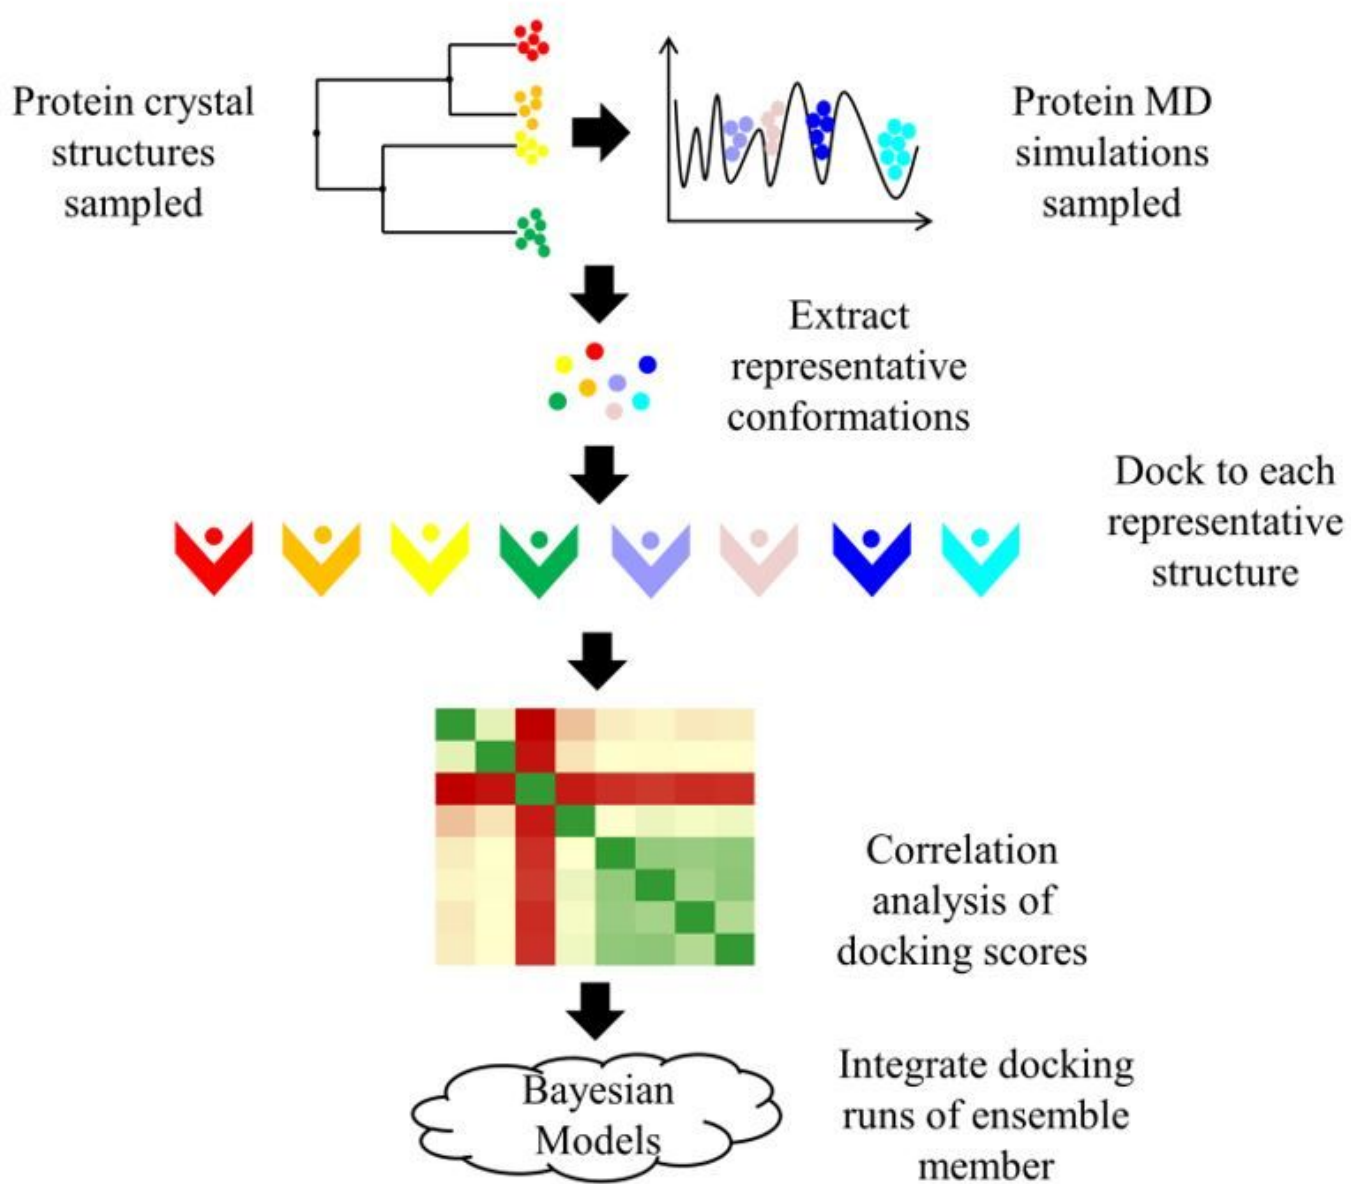 Protein crystal
structures
sampled
Protein MD
simulations
sampled
Extract
representative
conformations
Dock to each
representative
structure
Correlation
analysis of
docking scores
Bayesian
Models
Integrate docking
runs of ensemble
member